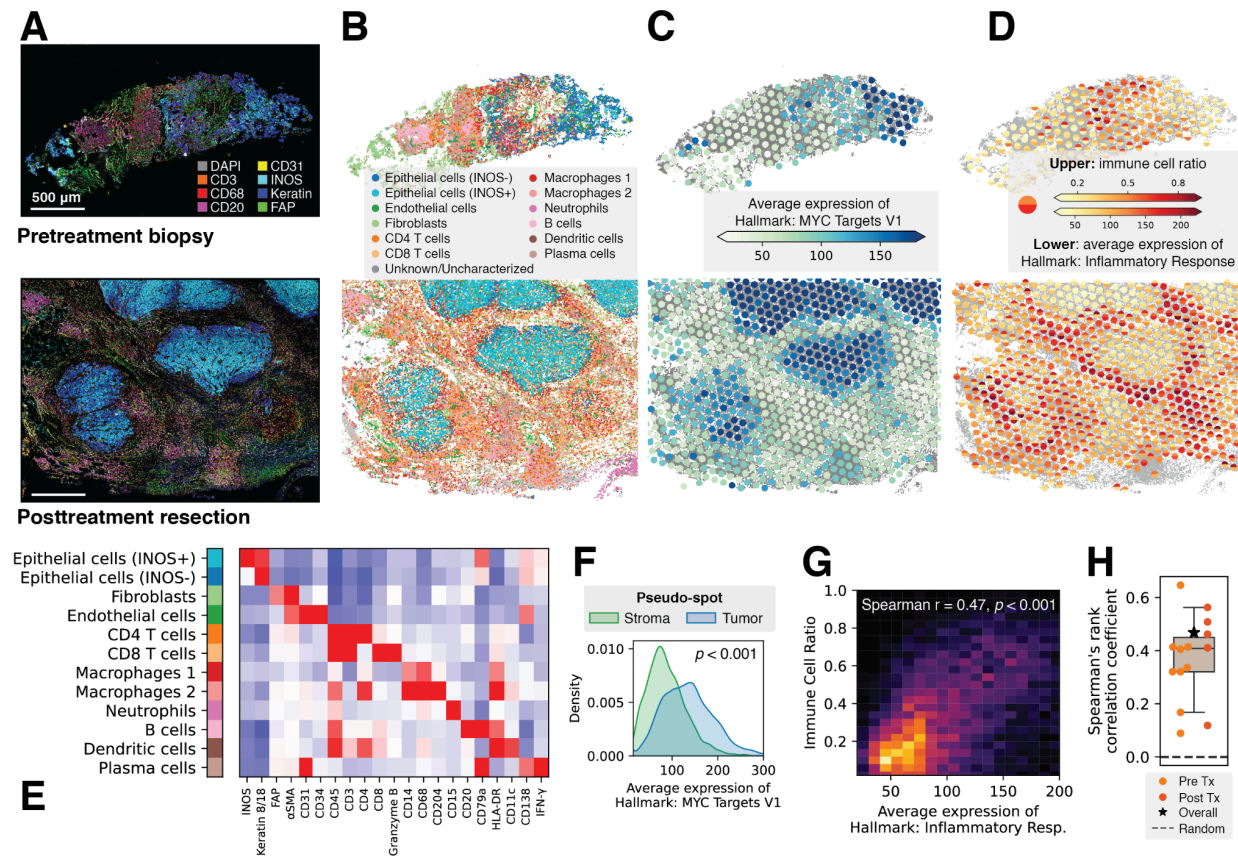 A
B
C
D
DAPI
CD3
CD68
CD20
CD31
INOS
Keratin
FAP
500 µm
Pretreatment biopsy
Posttreatment resection
Epithelial cells (INOS-)
Epithelial cells (INOS+)
Endothelial cells
Fibroblasts
CD4 T cells
CD8 T cells
Unknown/Uncharacterized
Macrophages 1
Macrophages 2
Neutrophils
B cells
Dendritic cells
Plasma cells
Average expression of
Hallmark: MYC Targets V1
50 100 150
Upper: immune cell ratio
0.2 0.5 0.8
50 100 150 200
Lower: average expression of
Hallmark: Inflammatory Response
Epithelial cells (INOS+)
Epithelial cells (INOS-)
Fibroblasts
Endothelial cells
CD4 T cells
CD8 T cells
Macrophages 1
Macrophages 2
Neutrophils
B cells
Dendritic cells
Plasma cells
E
INOS
Keratin 8/18
FAP
αSMA
CD31
CD34
CD45
CD3
CD4
CD8
Granzyme B
CD14
CD68
CD204
CD15
CD20
CD79a
HLA-DR
CD11c
CD138
IFN-γ
F
Pseudo-spot
Stroma Tumor
p < 0.001
Density
0.010
0.005
0.000
100 200 300
Average expression of
Hallmark: MYC Targets V1
G
Spearman r = 0.47, p < 0.001
Immune Cell Ratio
1.0
0.8
0.6
0.4
0.2
50 100 150 200
Average expression of
Hallmark: Inflammatory Resp.
H
Spearman's rank
correlation coefficient
0.6
0.4
0.2
0.0
Pre Tx
Post Tx
Overall
Random